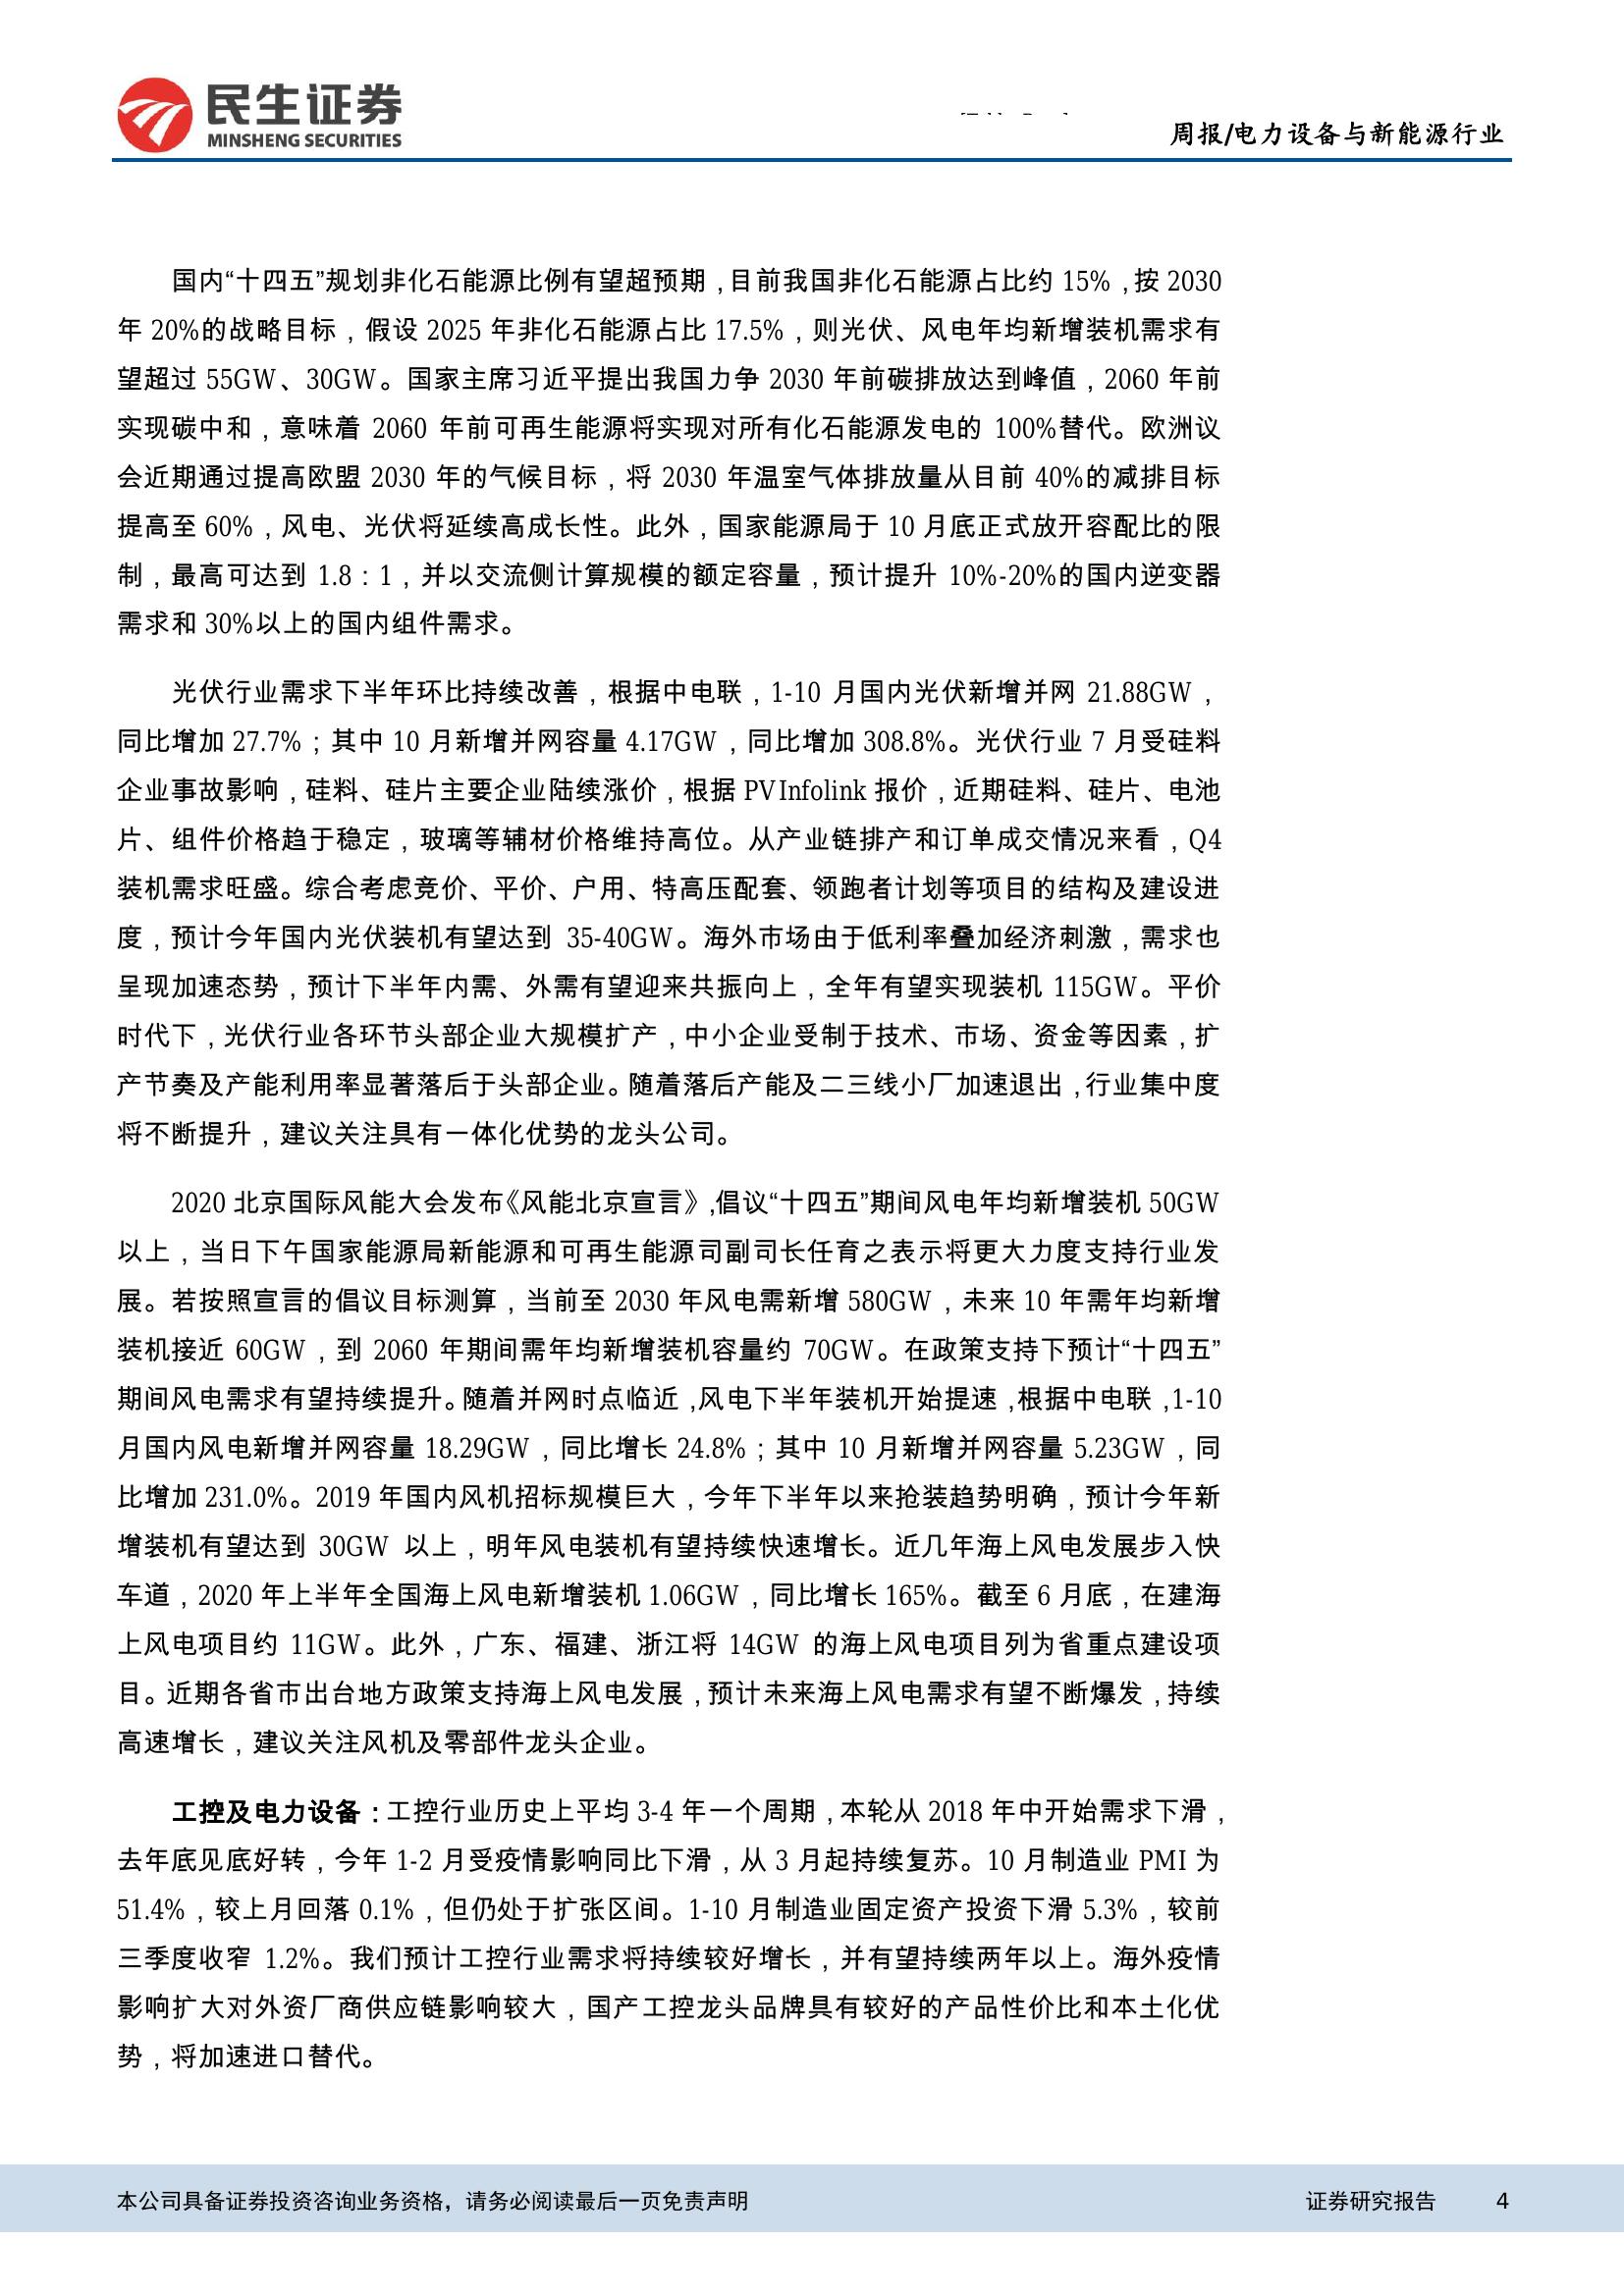 民生证券
MINSHENG SECURITIES
周报/电力设备与新能源行业
国内“十四五”规划非化石能源比例有望超预期，目前我国非化石能源占比约 15%，按 2030
年 20%的战略目标，假设 2025 年非化石能源占比 17.5%，则光伏、风电年均新增装机需求有
望超过 55GW、30GW。国家主席习近平提出我国力争 2030 年前碳排放达到峰值，2060 年前
实现碳中和，意味着 2060 年前可再生能源将实现对所有化石能源发电的 100%替代。欧洲议
会近期通过提高欧盟 2030 年的气候目标，将 2030 年温室气体排放量从目前 40%的减排目标
提高至 60%，风电、光伏将延续高成长性。此外，国家能源局于 10 月底正式放开容配比的限
制，最高可达到 1.8：1，并以交流侧计算规模的额定容量，预计提升 10%-20%的国内逆变器
需求和 30%以上的国内组件需求。
光伏行业需求下半年环比持续改善，根据中电联，1-10 月国内光伏新增并网 21.88GW，
同比增加 27.7%；其中 10 月新增并网容量 4.17GW，同比增加 308.8%。光伏行业 7 月受硅料
企业事故影响，硅料、硅片主要企业陆续涨价，根据 PVInfolink 报价，近期硅料、硅片、电池
片、组件价格趋于稳定，玻璃等辅材价格维持高位。从产业链排产和订单成交情况来看，Q4
装机需求旺盛。综合考虑竞价、平价、户用、特高压配套、领跑者计划等项目的结构及建设进
度，预计今年国内光伏装机有望达到 35-40GW。海外市场由于低利率叠加经济刺激，需求也
呈现加速态势，预计下半年内需、外需有望迎来共振向上，全年有望实现装机 115GW。平价
时代下，光伏行业各环节头部企业大规模扩产，中小企业受制于技术、市场、资金等因素，扩
产节奏及产能利用率显著落后于头部企业。随着落后产能及二三线小厂加速退出，行业集中度
将不断提升，建议关注具有一体化优势的龙头公司。
2020 北京国际风能大会发布《风能北京宣言》，倡议“十四五”期间风电年均新增装机 50GW
以上，当日下午国家能源局新能源和可再生能源司副司长任育之表示将更大力度支持行业发
展。若按照宣言的倡议目标测算，当前至 2030 年风电需新增 580GW，未来 10 年需年均新增
装机接近 60GW，到 2060 年期间需年均新增装机容量约 70GW。在政策支持下预计“十四五”
期间风电需求有望持续提升。随着并网时点临近，风电下半年装机开始提速，根据中电联，1-10
月国内风电新增并网容量 18.29GW，同比增长 24.8%；其中 10 月新增并网容量 5.23GW，同
比增加 231.0%。2019 年国内风机招标规模巨大，今年下半年以来抢装趋势明确，预计今年新
增装机有望达到 30GW 以上，明年风电装机有望持续快速增长。近几年海上风电发展步入快
车道，2020 年上半年全国海上风电新增装机 1.06GW，同比增长 165%。截至 6 月底，在建海
上风电项目约 11GW。此外，广东、福建、浙江将 14GW 的海上风电项目列为省重点建设项
目。近期各省市出台地方政策支持海上风电发展，预计未来海上风电需求有望不断爆发，持续
高速增长，建议关注风机及零部件龙头企业。
工控及电力设备：工控行业历史上平均 3-4 年一个周期，本轮从 2018 年中开始需求下滑，
去年底见底好转，今年 1-2 月受疫情影响同比下滑，从 3 月起持续复苏。10 月制造业 PMI 为
51.4%，较上月回落 0.1%，但仍处于扩张区间。1-10 月制造业固定资产投资下滑 5.3%，较前
三季度收窄 1.2%。我们预计工控行业需求将持续较好增长，并有望持续两年以上。海外疫情
影响扩大对外资厂商供应链影响较大，国产工控龙头品牌具有较好的产品性价比和本土化优
势，将加速进口替代。
本公司具备证券投资咨询业务资格，请务必阅读最后一页免责声明
证券研究报告 4